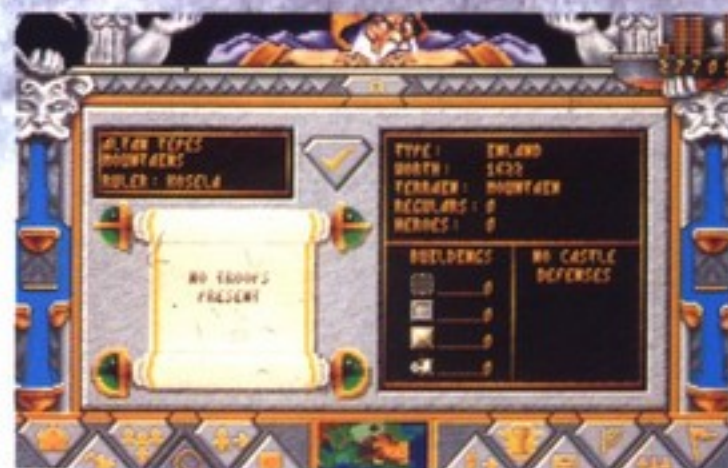 ALTAN TEPES
MOUNTAINS
RULER: MOSELA
NO TROOPS
PRESENT
TYPE: INLAND
WORTH: 1622
TERRAIN: MOUNTAIN
REGULARS: 0
HEROES: 0
BUILDINGS
0
0
0
0
NO CASTLE
DEFENSES